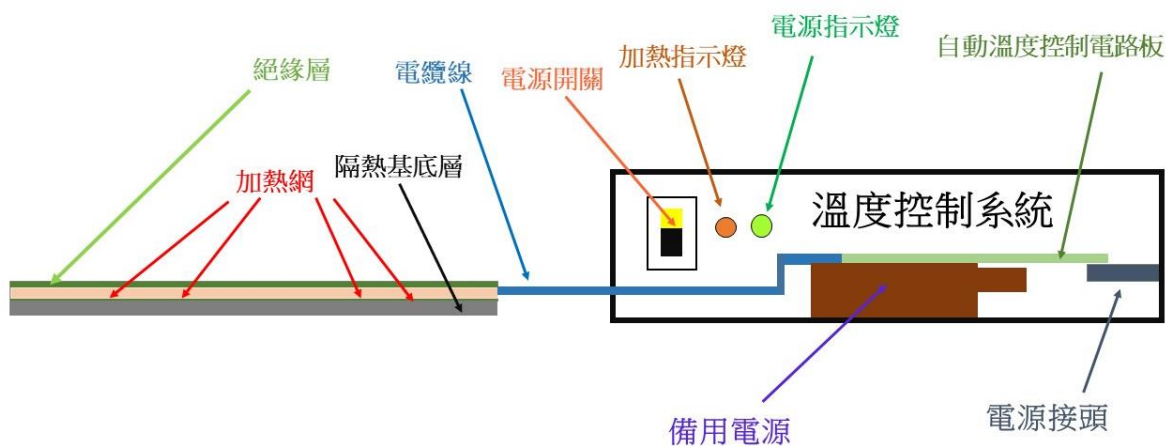 電源指示燈
自動溫度控制電路板
加熱指示燈
絕緣層
電纜線
電源開關
隔熱基底層
加熱網
溫度控制系統
電源接頭
備用電源